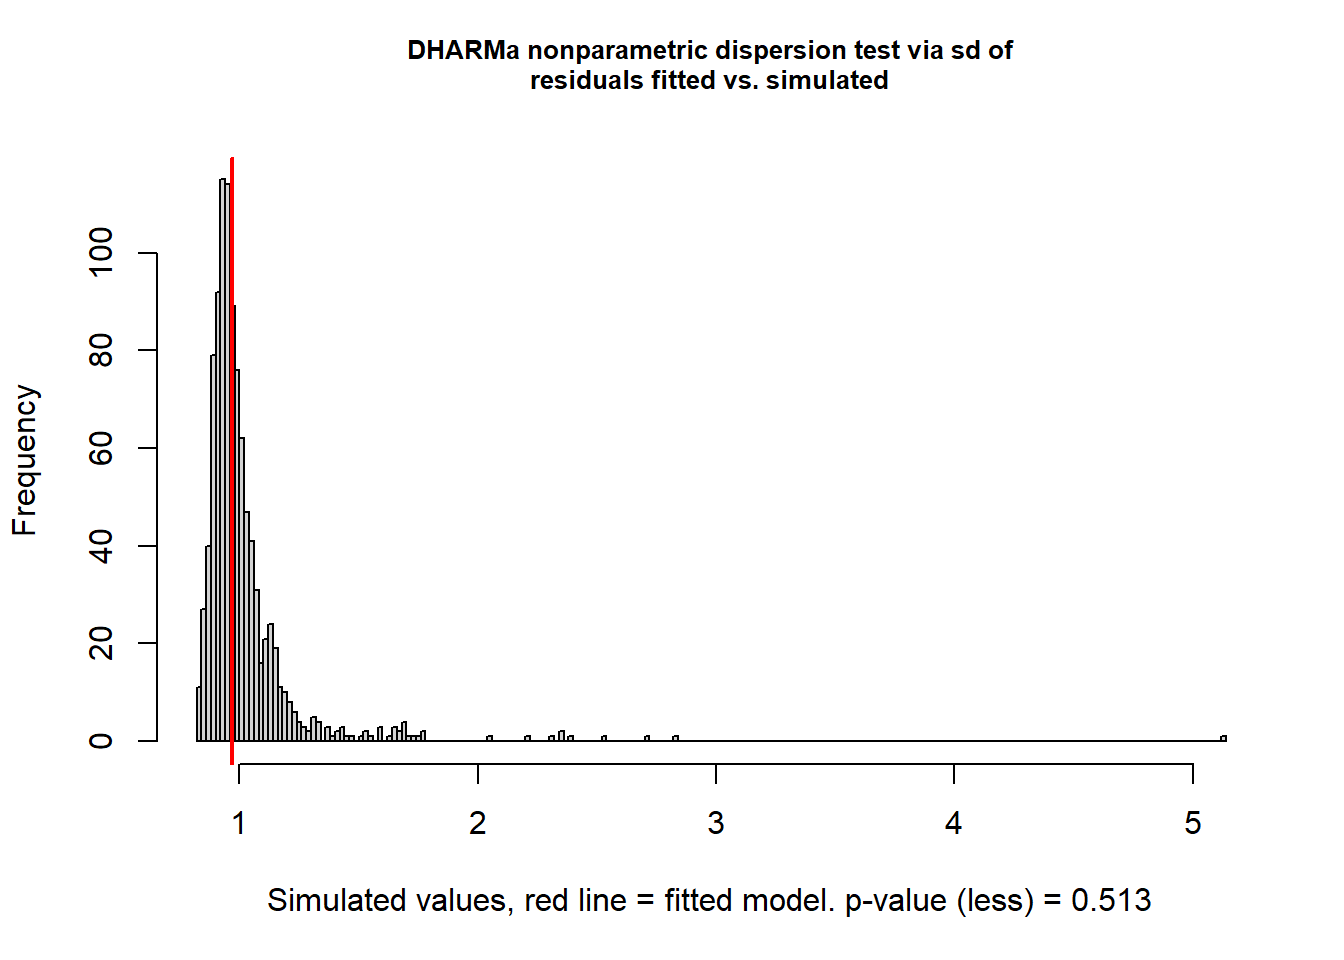 DHARMa nonparametric dispersion test via sd of
residuals fitted vs. simulated
Frequency
100
80
60
40
20
0
1 2 3 4 5
Simulated values, red line = fitted model. p-value (less) = 0.513